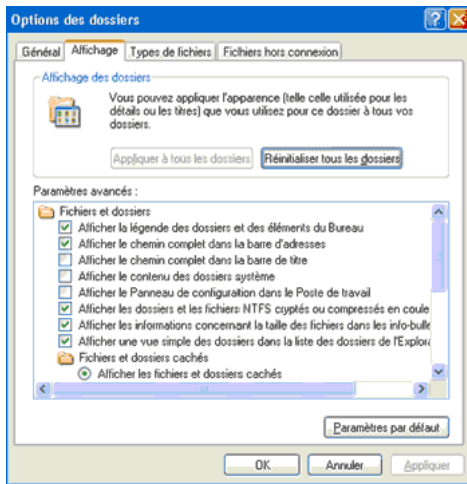 Options des dossiers
Général Affichage Types de fichiers Fichiers hors connexion
Affichage des dossiers
Vous pouvez appliquer l'apparence (telle celle utilisée pour les
détails ou les titres) que vous utilisez pour ce dossier à tous vos
dossiers.
Appliquer à tous les dossiers Réinitialiser tous les dossiers
Paramètres avancés :
Fichiers et dossiers
Afficher la légende des dossiers et des éléments du Bureau
Afficher le chemin complet dans la barre d'adresses
Afficher le chemin complet dans la barre de titre
Afficher le contenu des dossiers système
Afficher le Panneau de configuration dans le Poste de travail
Afficher les dossiers et les fichiers NTFS cryptés ou compressés en coule
Afficher les informations concernant la taille des fichiers dans les info-bulle
Afficher une vue simple des dossiers dans la liste des dossiers de l'Explora
Fichiers et dossiers cachés
Afficher les fichiers et dossiers cachés
Paramètres par défaut
OK Annuler Appliquer